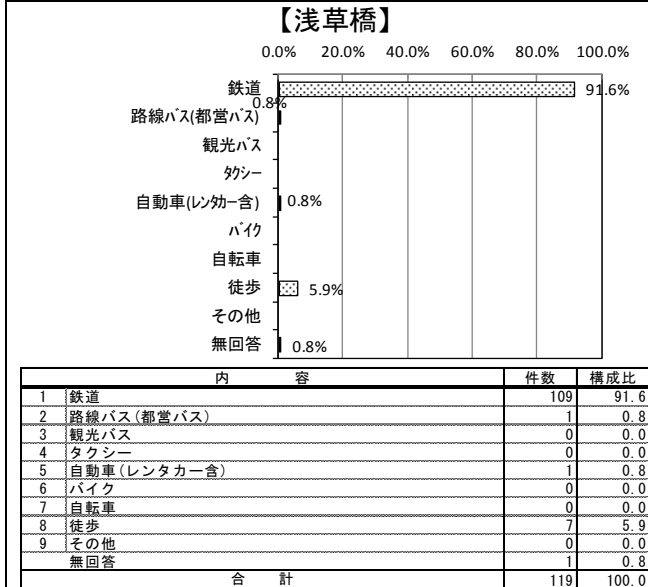 【浅草橋】
0.0% 20.0% 40.0% 60.0% 80.0% 100.0%
鉄道 91.6%
路線バス(都営バス) 0.8%
観光バス
タクシー
自動車(レンタカー含) 0.8%
バイク
自転車
徒歩 5.9%
その他
無回答 0.8%
内 容 件数 構成比
1 鉄道 109 91.6
2 路線バス(都営バス) 1 0.8
3 観光バス 0 0.0
4 タクシー 0 0.0
5 自動車(レンタカー含) 1 0.8
6 バイク 0 0.0
7 自転車 0 0.0
8 徒歩 7 5.9
9 その他 0 0.0
無回答 1 0.8
合 計 119 100.0